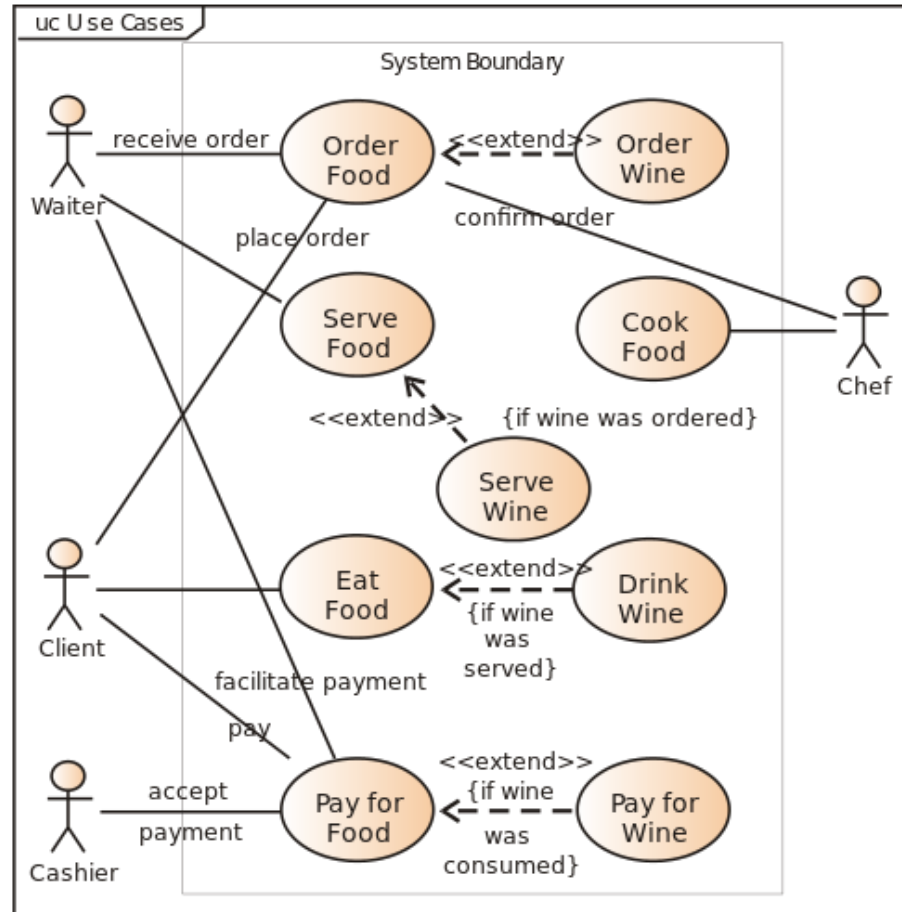 uc Use Cases
System Boundary
receive order
Order
Food
<<extend>>
Order
Wine
Waiter
confirm order
place order
Serve
Food
Cook
Food
Chef
<<extend>>
{if wine was ordered}
Serve
Wine
Client
Eat
Food
<<extend>>
{if wine
was
served}
Drink
Wine
facilitate payment
pay
Cashier
accept
payment
Pay for
Food
<<extend>>
{if wine
was
consumed}
Pay for
Wine